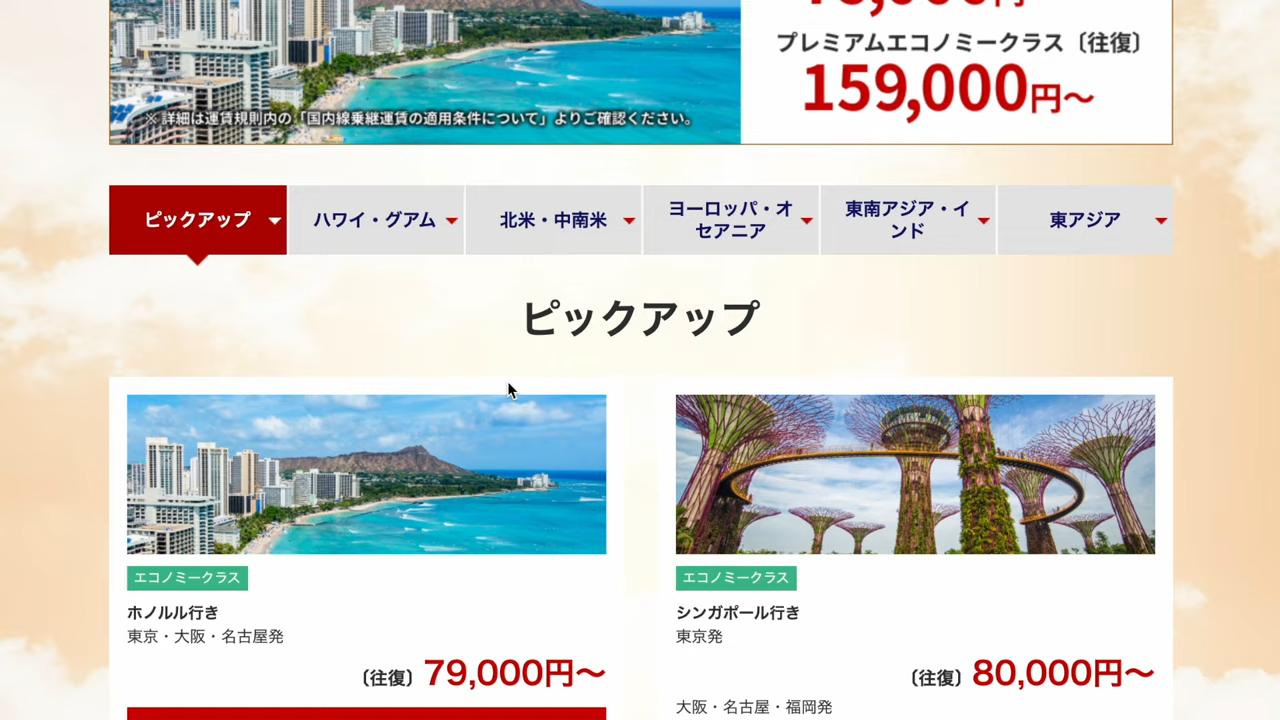 プレミアムエコノミークラス〔往復〕
159,000円～
※ 詳細は運賃規則内の「国内線乗継運賃の適用条件について」よりご確認ください。
ピックアップ
ハワイ・グアム
北米・中南米
ヨーロッパ・オ
セアニア
東南アジア・イ
ンド
東アジア
ピックアップ
エコノミークラス
ホノルル行き
東京・大阪・名古屋発
〔往復〕79,000円～
エコノミークラス
シンガポール行き
東京発
〔往復〕80,000円～
大阪・名古屋・福岡発